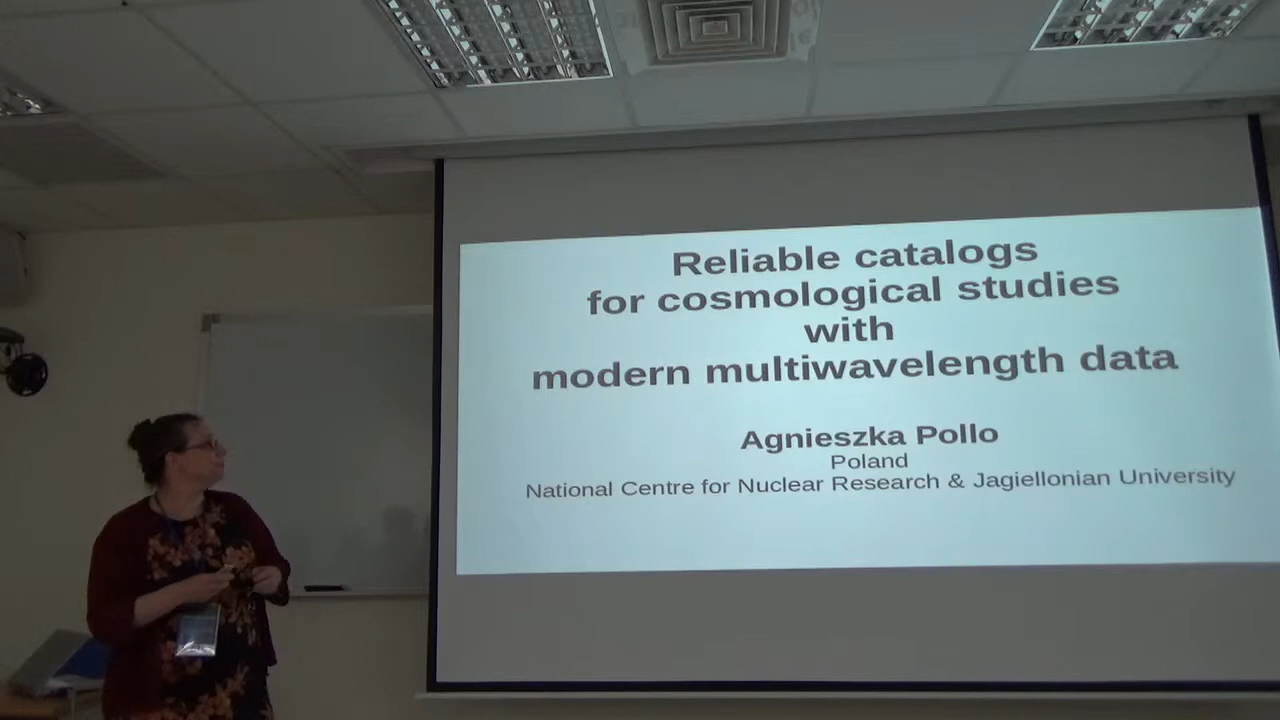 Reliable catalogs
for cosmological studies
with
modern multiwavelength data
Agnieszka Pollo
Poland
National Centre for Nuclear Research & Jagiellonian University